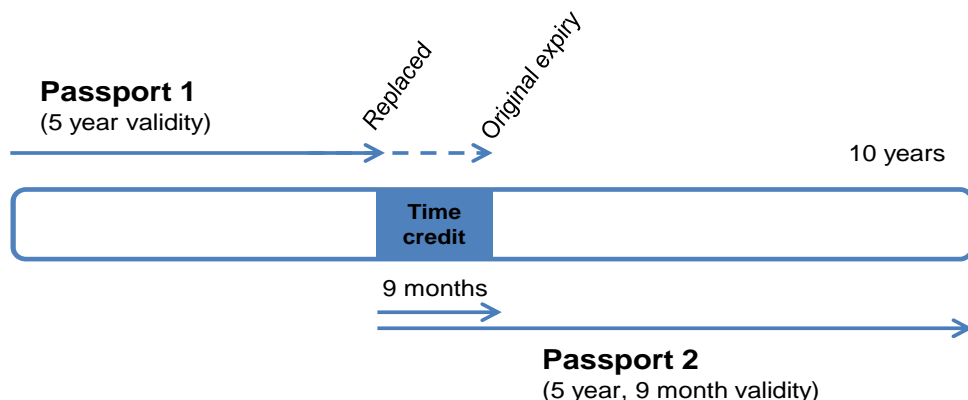 Passport 1
(5 year validity)
Replaced
Original expiry
10 years
Time
credit
9 months
Passport 2
(5 year, 9 month validity)